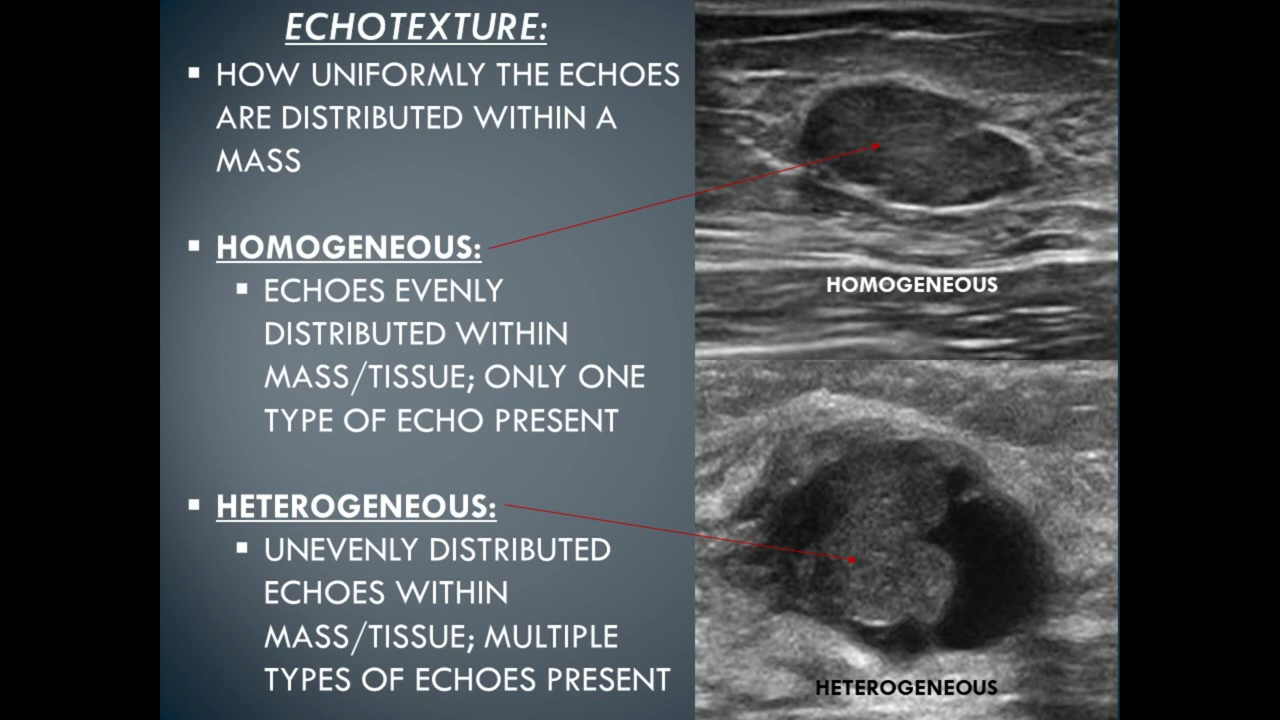 ECHOTEXTURE:
▪ HOW UNIFORMLY THE ECHOES
ARE DISTRIBUTED WITHIN A
MASS
▪ HOMOGENEOUS:
▪ ECHOES EVENLY
DISTRIBUTED WITHIN
MASS/TISSUE; ONLY ONE
TYPE OF ECHO PRESENT
▪ HETEROGENEOUS:
▪ UNEVENLY DISTRIBUTED
ECHOES WITHIN
MASS/TISSUE; MULTIPLE
TYPES OF ECHOES PRESENT
HOMOGENEOUS
HETEROGENEOUS